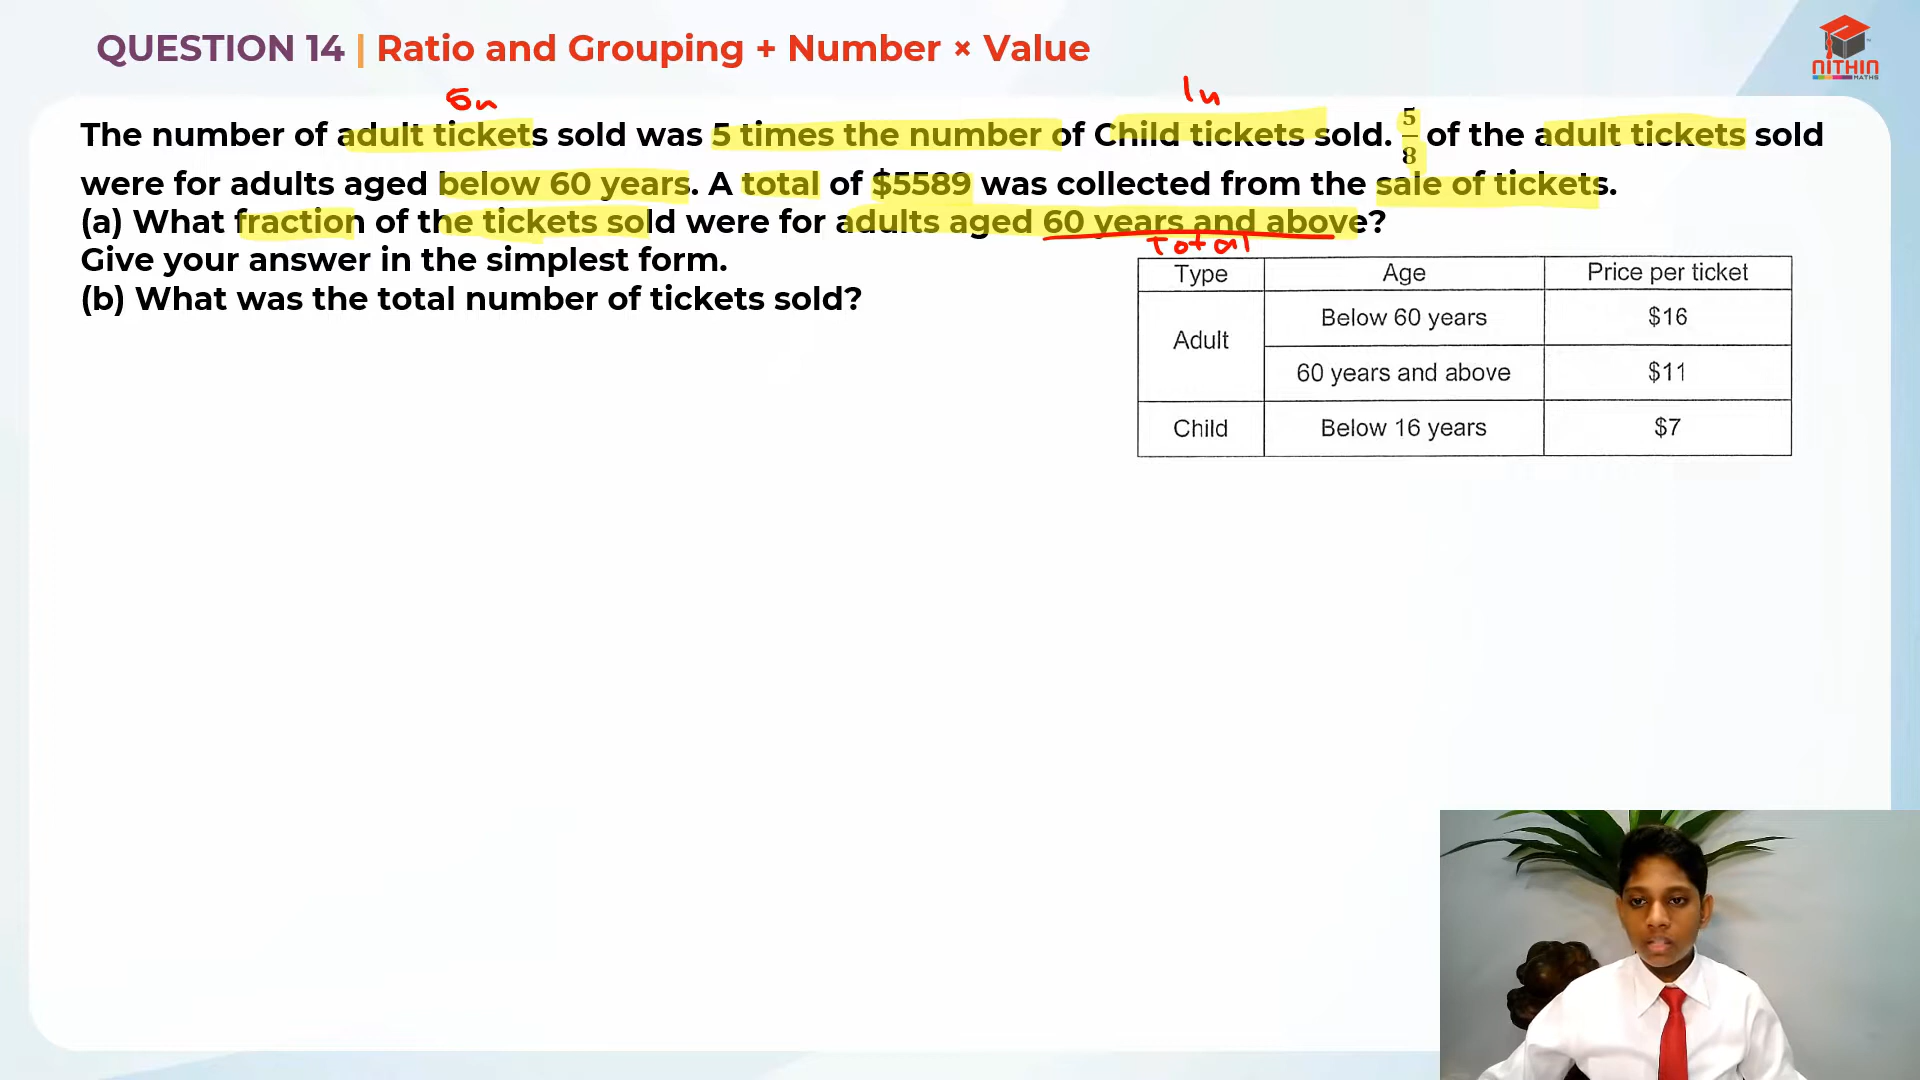 QUESTION 14 | Ratio and Grouping + Number × Value
NITHIN
MATHS
5u
1u
The number of adult tickets sold was 5 times the number of Child tickets sold. 5/8 of the adult tickets sold
were for adults aged below 60 years. A total of $5589 was collected from the sale of tickets.
(a) What fraction of the tickets sold were for adults aged 60 years and above?
Total
Give your answer in the simplest form.
(b) What was the total number of tickets sold?
Type Age Price per ticket
Adult Below 60 years $16
60 years and above $11
Child Below 16 years $7